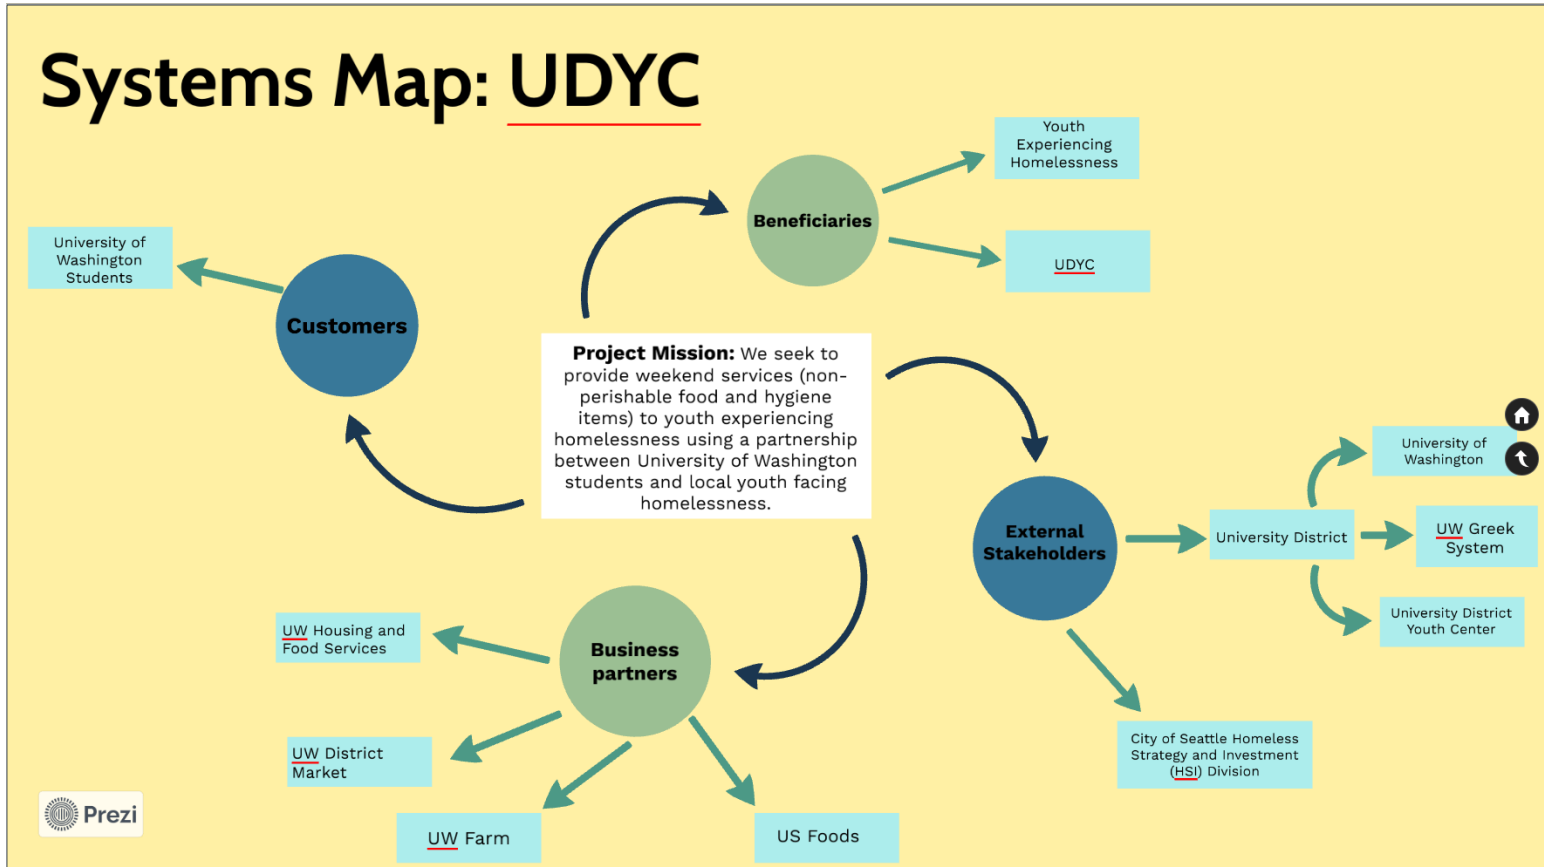 Systems Map: UDYC
Youth
Experiencing
Homelessness
Beneficiaries
UDYC
University of
Washington
Students
Customers
Project Mission: We seek to
provide weekend services (non-
perishable food and hygiene
items) to youth experiencing
homelessness using a partnership
between University of Washington
students and local youth facing
homelessness.
External
Stakeholders
University District
University of
Washington
UW Greek
System
University District
Youth Center
City of Seattle Homeless
Strategy and Investment
(HSI) Division
Business
partners
UW Housing and
Food Services
UW District
Market
UW Farm
US Foods
Prezi